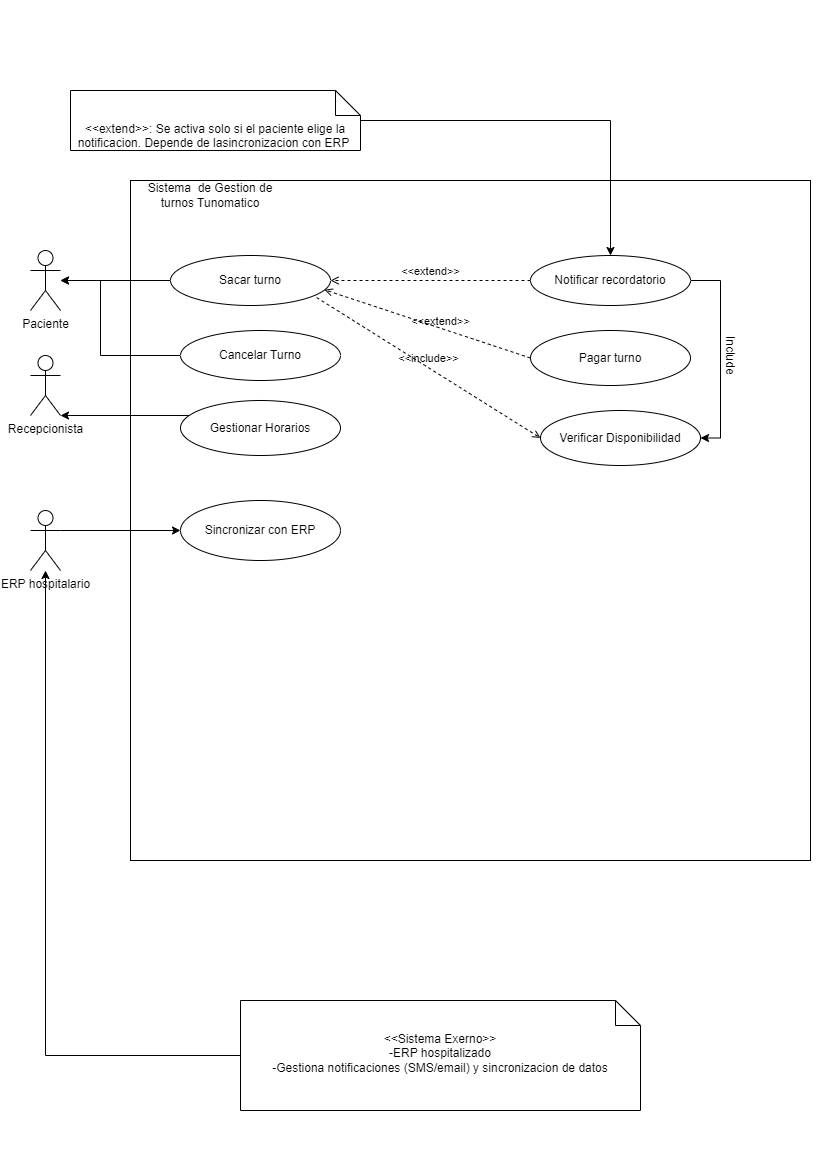 <<extend>>: Se activa solo si el paciente elige la
notificacion. Depende de lasincronizacion con ERP
Sistema  de Gestion de
turnos Tunomatico
Paciente
Sacar turno
<<extend>>
Notificar recordatorio
<<extend>>
Cancelar Turno
<<include>>
Pagar turno
Include
Recepcionista
Gestionar Horarios
Verificar Disponibilidad
Sincronizar con ERP
ERP hospitalario
<<Sistema Exerno>>
-ERP hospitalizado
-Gestiona notificaciones (SMS/email) y sincronizacion de datos